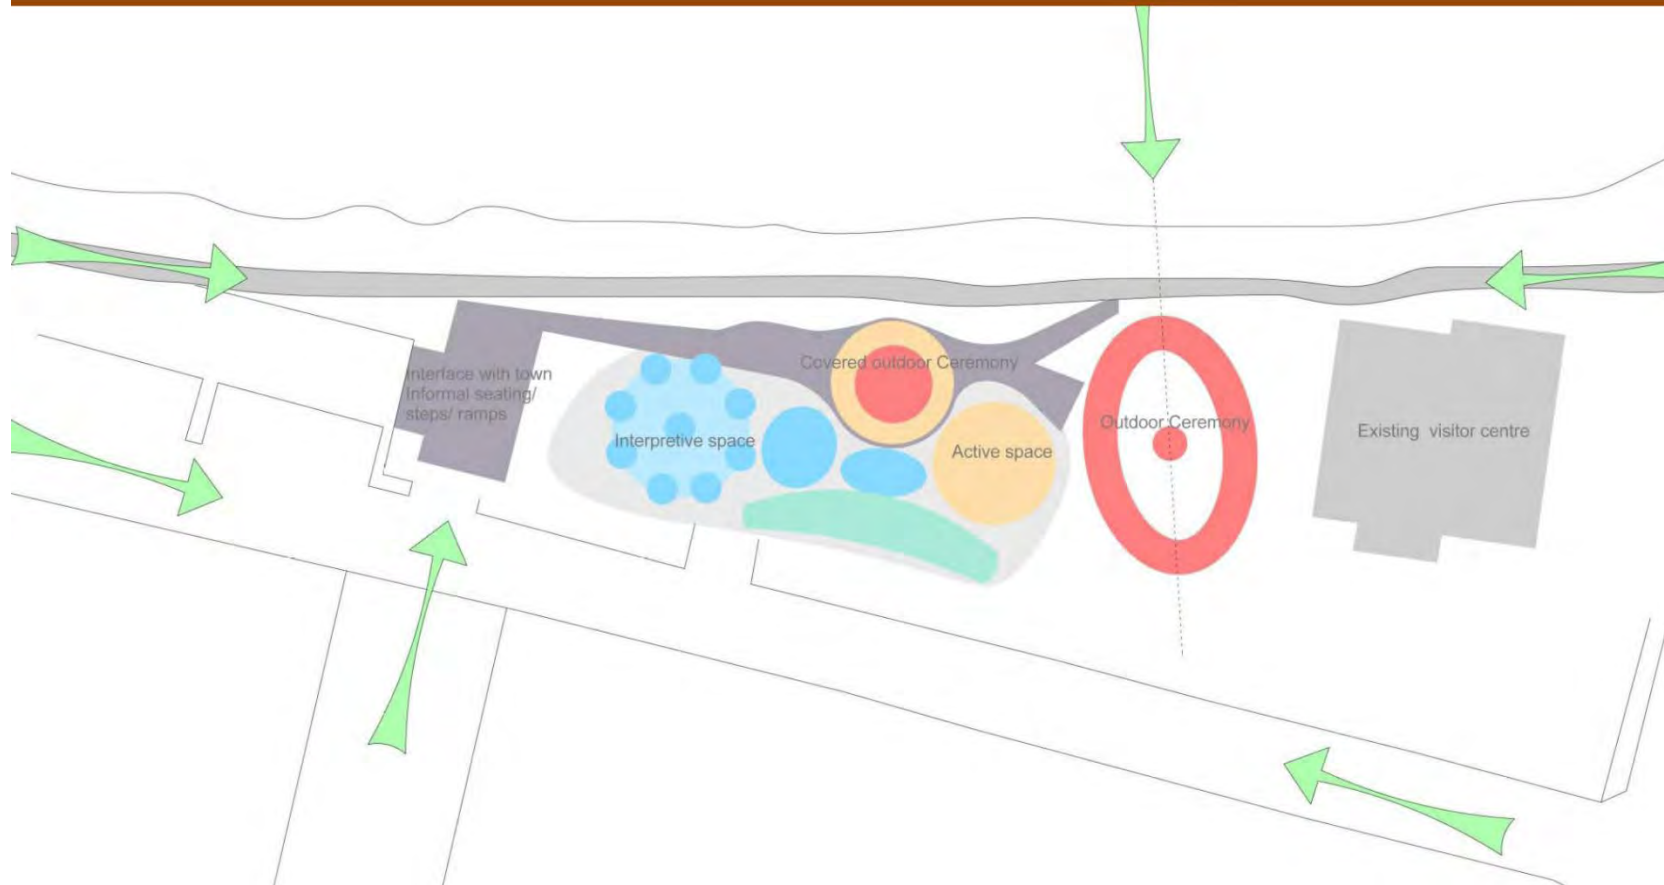 Interface with town
Informal seating/
steps/ ramps
Interpretive space
Covered outdoor Ceremony
Active space
Outdoor Ceremony
Existing visitor centre